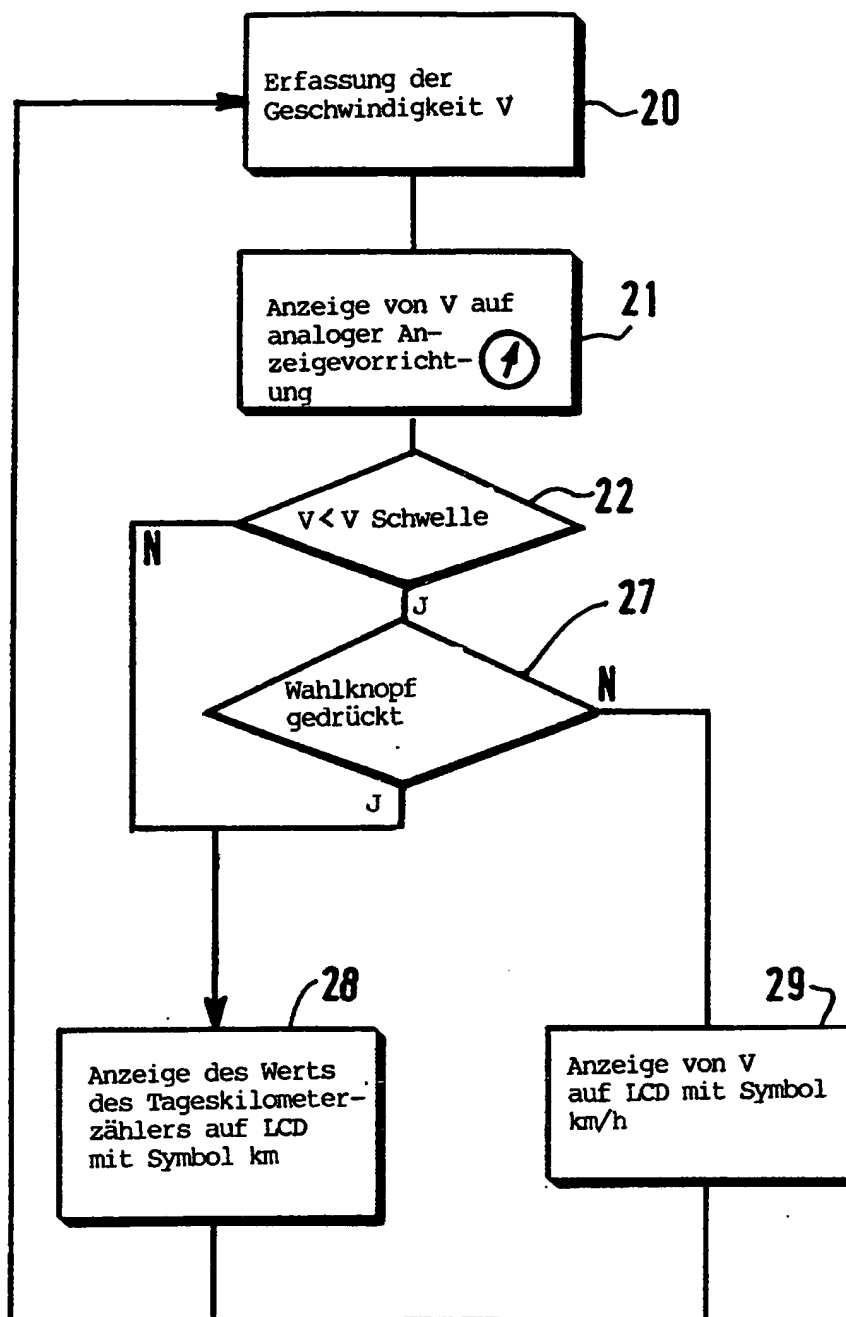 Erfassung der
Geschwindigkeit V
20
Anzeige von V auf
analoger An-
zeigevorricht-
ung
21
V < V Schwelle
22
N
J
27
Wahlknopf
gedrückt
N
J
28
29
Anzeige des Werts
des Tageskilometer-
zählers auf LCD
mit Symbol km
Anzeige von V
auf LCD mit Symbol
km/h